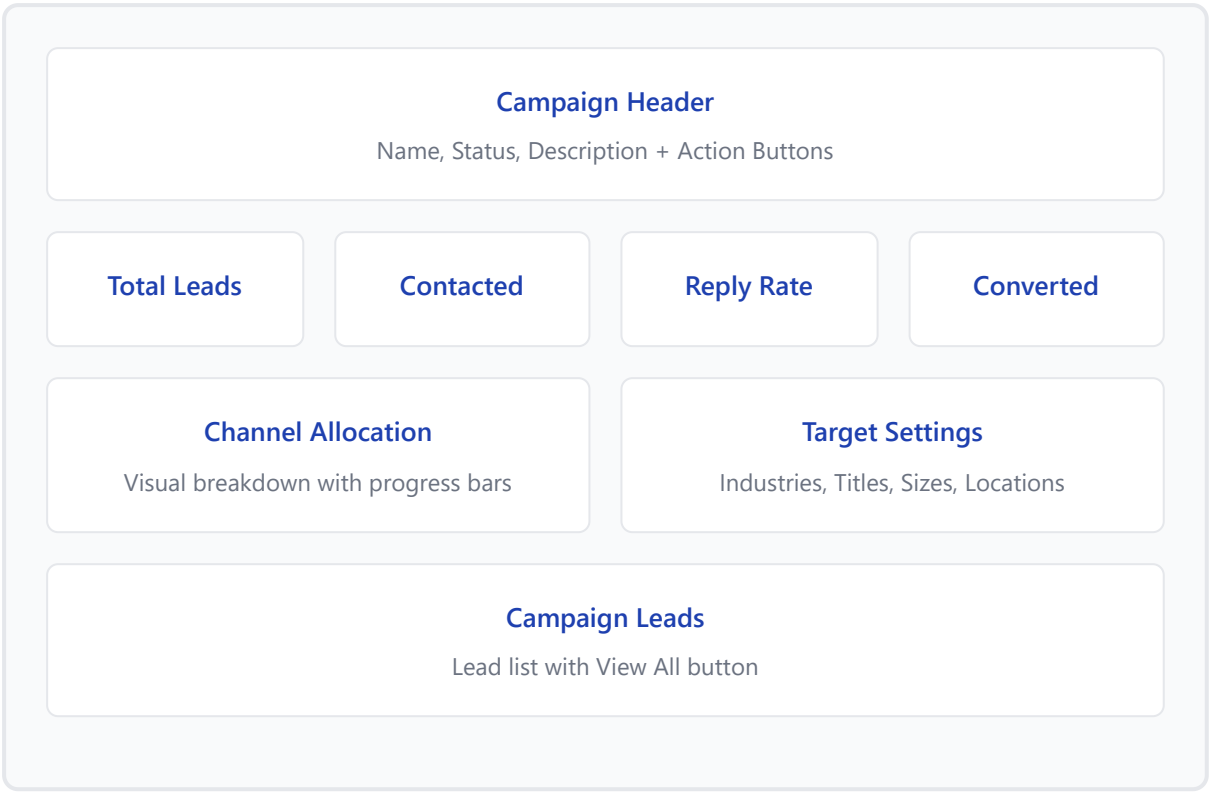 Campaign Header
Name, Status, Description + Action Buttons
Total Leads
Contacted
Reply Rate
Converted
Channel Allocation
Visual breakdown with progress bars
Target Settings
Industries, Titles, Sizes, Locations
Campaign Leads
Lead list with View All button